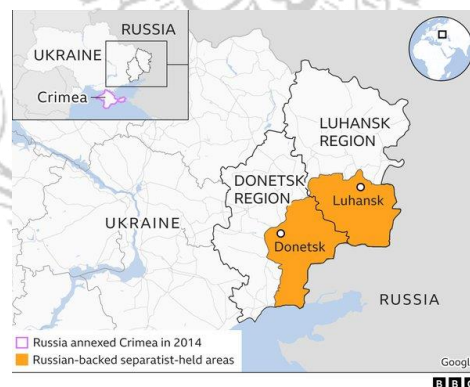 RUSSIA
UKRAINE
Crimea
LUHANSK
REGION
DONETSK
REGION
Luhansk
UKRAINE
Donetsk
RUSSIA
Russia annexed Crimea in 2014
Russian-backed separatist-held areas
Googl
BBC